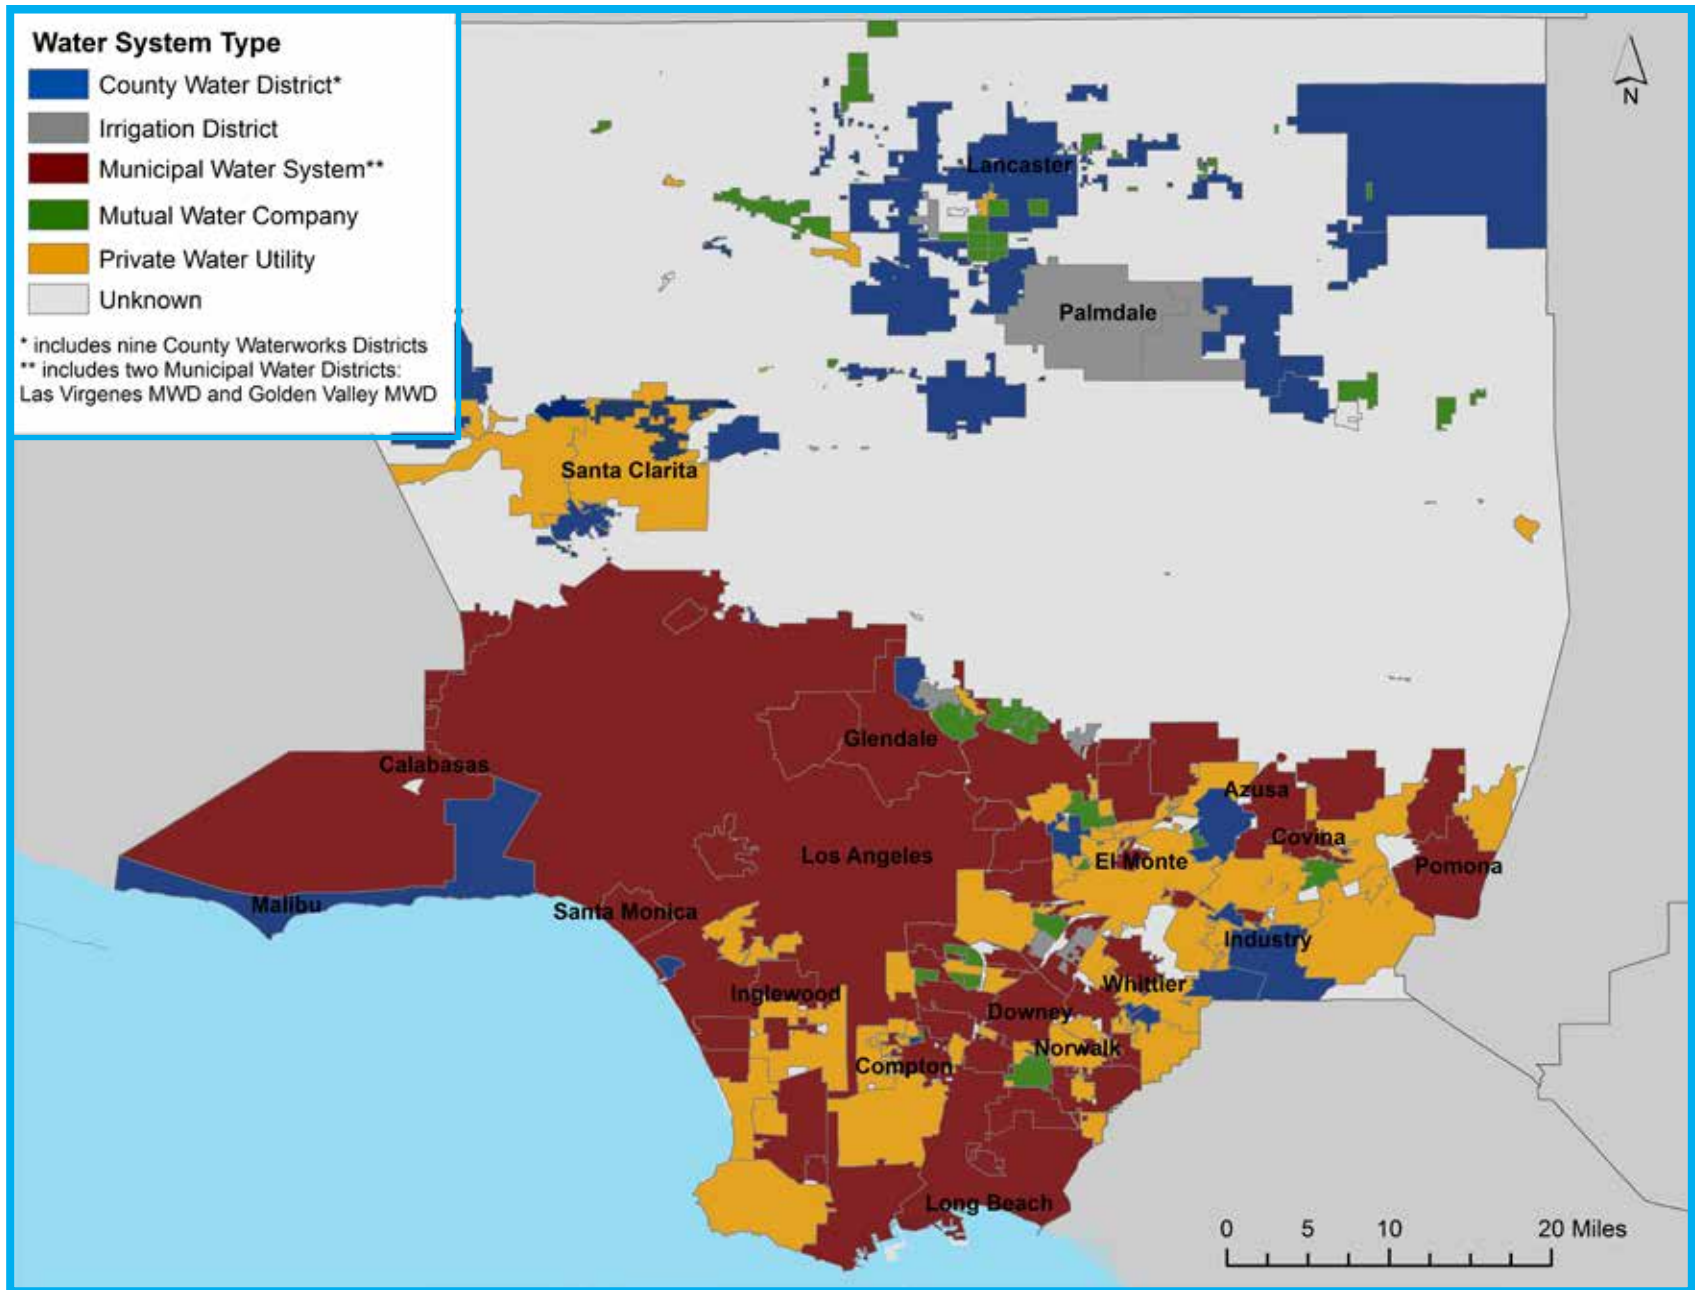 Water System Type
County Water District*
Irrigation District
Municipal Water System**
Mutual Water Company
Private Water Utility
Unknown
* includes nine County Waterworks Districts
** includes two Municipal Water Districts:
Las Virgenes MWD and Golden Valley MWD
N
Lancaster
Palmdale
Santa Clarita
Glendale
Calabasas
Azusa
Covina
Los Angeles
El Monte
Pomona
Malibu
Santa Monica
Industry
Whittier
Inglewood
Downey
Norwalk
Compton
Long Beach
0 5 10 20 Miles